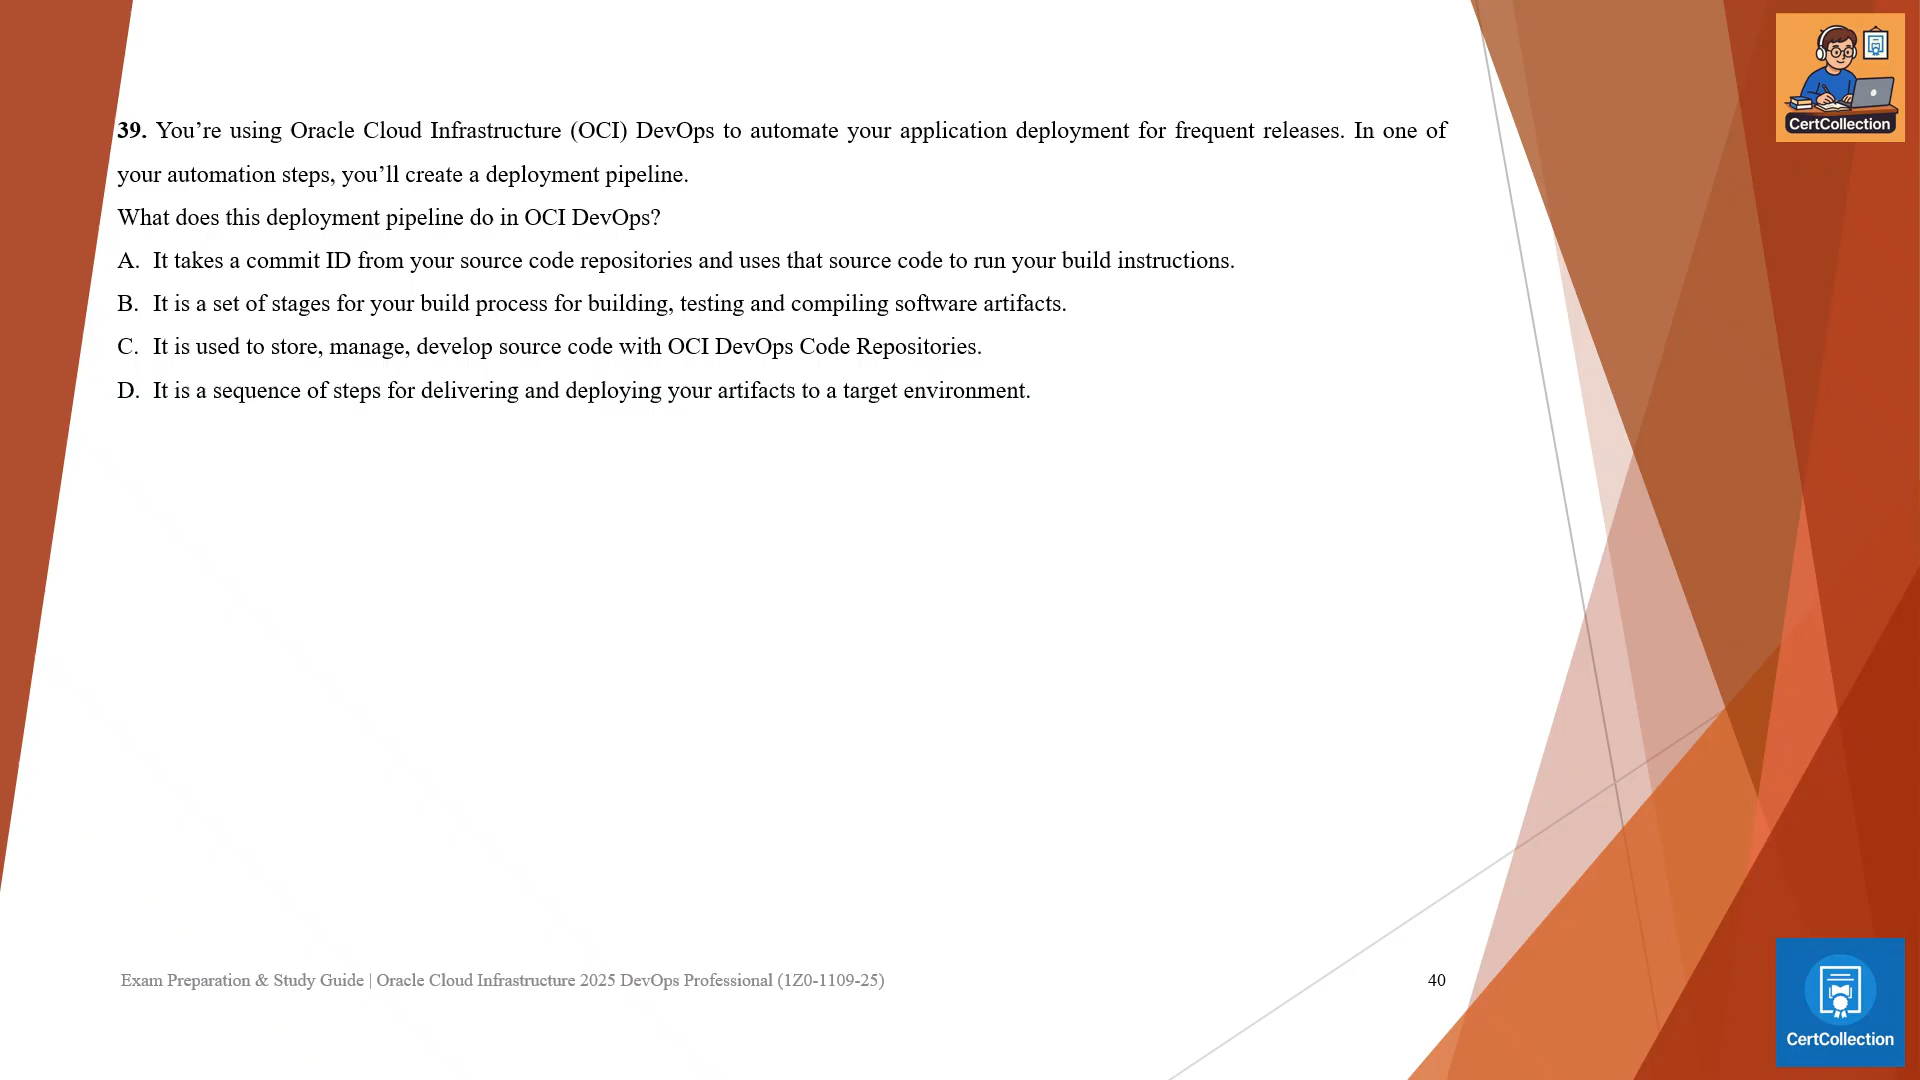 CertCollection
39. You’re using Oracle Cloud Infrastructure (OCI) DevOps to automate your application deployment for frequent releases. In one of
your automation steps, you’ll create a deployment pipeline.
What does this deployment pipeline do in OCI DevOps?
A. It takes a commit ID from your source code repositories and uses that source code to run your build instructions.
B. It is a set of stages for your build process for building, testing and compiling software artifacts.
C. It is used to store, manage, develop source code with OCI DevOps Code Repositories.
D. It is a sequence of steps for delivering and deploying your artifacts to a target environment.
Exam Preparation & Study Guide | Oracle Cloud Infrastructure 2025 DevOps Professional (1Z0-1109-25)
40
CertCollection